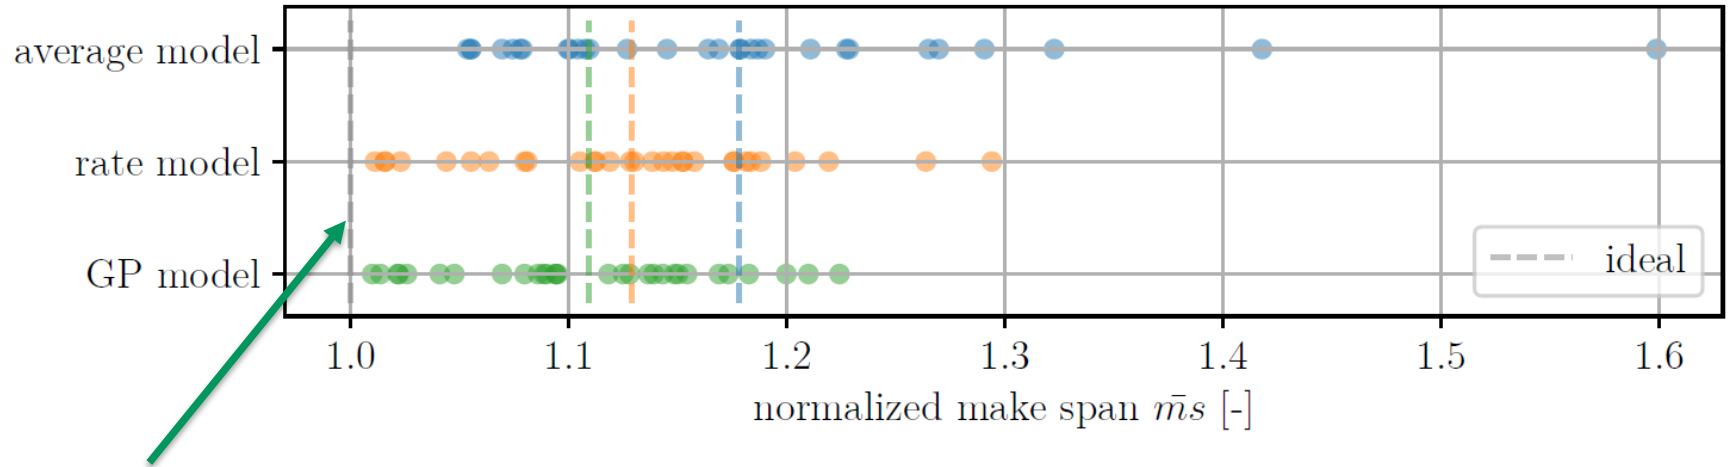 average model
rate model
GP model
ideal
1.0 1.1 1.2 1.3 1.4 1.5 1.6
normalized make span m̄s [-]